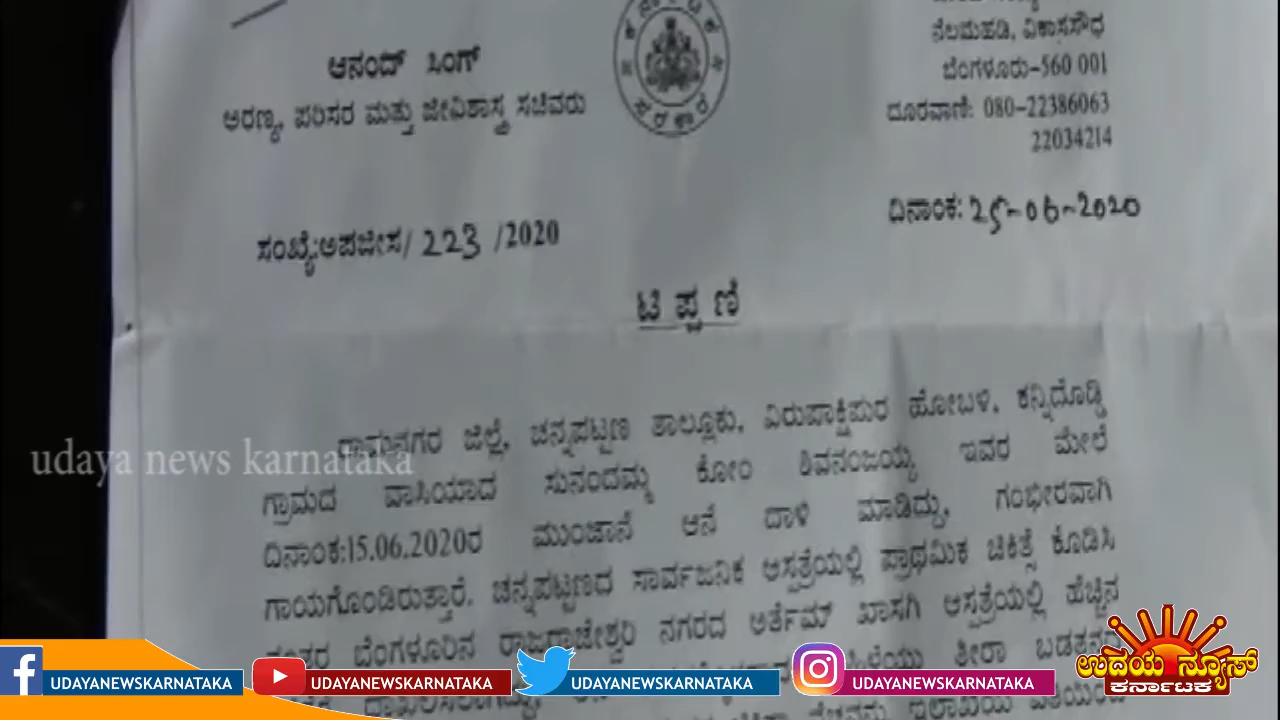 ಆನಂದ್ ಸಿಂಗ್
ಅರಣ್ಯ, ಪರಿಸರ ಮತ್ತು ಜೀವಿಶಾಸ್ತ್ರ ಸಚಿವರು
ಕರ್ನಾಟಕ
ಸರ್ಕಾರ
ನೆಲಮಹಡಿ, ವಿಕಾಸಸೌಧ
ಬೆಂಗಳೂರು-560 001
ದೂರವಾಣಿ: 080-22386063
22034214
ದಿನಾಂಕ: 25-06-2020
ಸಂಖ್ಯೆ:ಅಪಜೀಸ/ 223 /2020
ಟಿ ಪ್ಪ ಣಿ
ರಾಮನಗರ ಜಿಲ್ಲೆ, ಚನ್ನಪಟ್ಟಣ ತಾಲ್ಲೂಕು, ವಿರುಪಾಕ್ಷಿಪುರ ಹೋಬಳಿ, ಕನ್ನಿದೊಡ್ಡಿ
ಗ್ರಾಮದ ವಾಸಿಯಾದ ಸುನಂದಮ್ಮ ಕೋಂ ಶಿವನಂಜಯ್ಯ ಇವರ ಮೇಲೆ
ದಿನಾಂಕ:15.06.2020ರ ಮುಂಜಾನೆ ಆನೆ ದಾಳಿ ಮಾಡಿದ್ದು, ಗಂಭೀರವಾಗಿ
ಗಾಯಗೊಂಡಿರುತ್ತಾರೆ. ಚನ್ನಪಟ್ಟಣದ ಸಾರ್ವಜನಿಕ ಆಸ್ಪತ್ರೆಯಲ್ಲಿ ಪ್ರಾಥಮಿಕ ಚಿಕಿತ್ಸೆ ಕೊಡಿಸಿ
ನಂತರ ಬೆಂಗಳೂರಿನ ರಾಜರಾಜೇಶ್ವರಿ ನಗರದ ಅರ್ತೆಮ್ ಖಾಸಗಿ ಆಸ್ಪತ್ರೆಯಲ್ಲಿ ಹೆಚ್ಚಿನ
ತೀರಾ
udaya news karnataka
UDAYANEWSKARNATAKA
UDAYANEWSKARNATAKA
UDAYANEWSKARNATAKA
UDAYANEWSKARNATAKA
ಉದಯ ನ್ಯೂಸ್
ಕರ್ನಾಟಕ